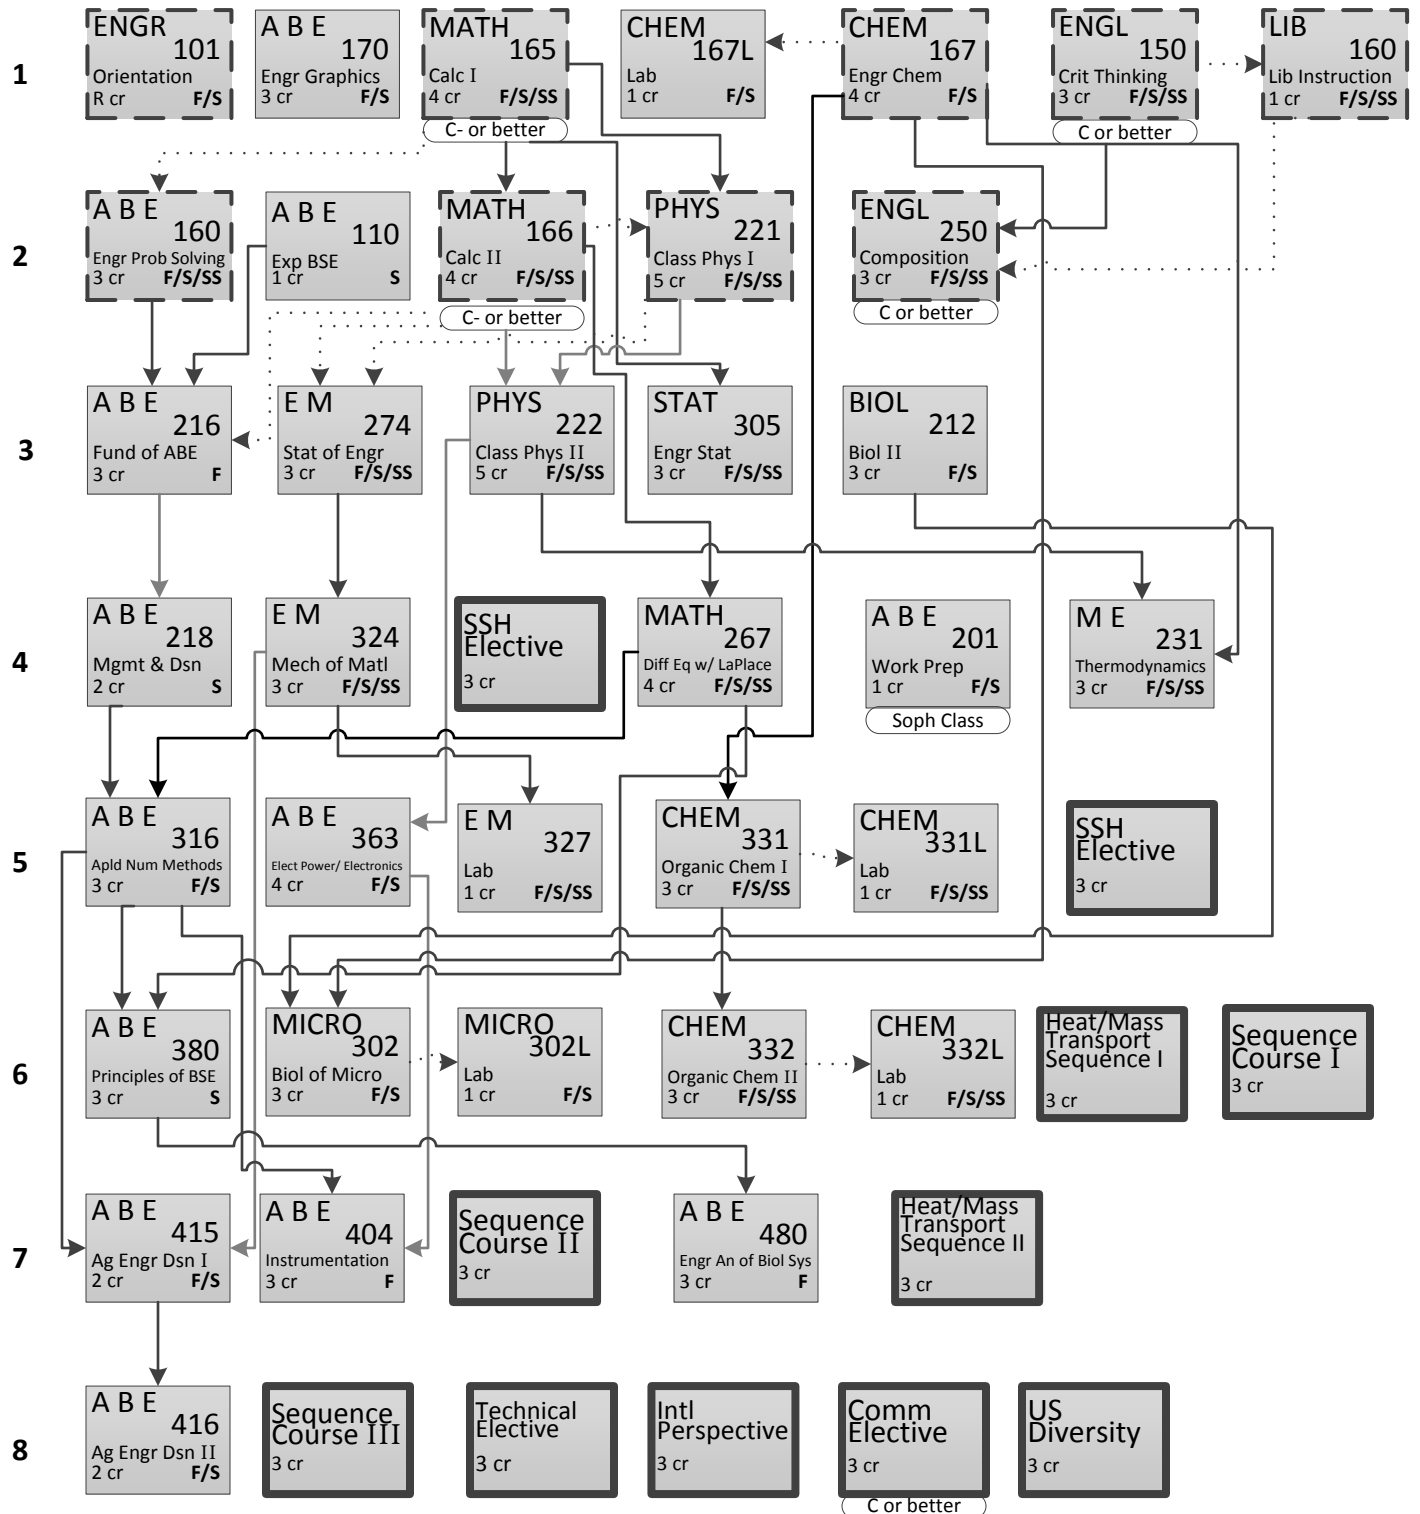 1
ENGR
101
Orientation
R cr F/S
A B E
170
Engr Graphics
3 cr F/S
MATH
165
Calc I
4 cr F/S/SS
C- or better
CHEM
167L
Lab
1 cr F/S
CHEM
167
Engr Chem
4 cr F/S
ENGL
150
Crit Thinking
3 cr F/S/SS
C or better
LIB
160
Lib Instruction
1 cr F/S/SS
2
A B E
160
Engr Prob Solving
3 cr F/S/SS
A B E
110
Exp BSE
1 cr S
MATH
166
Calc II
4 cr F/S/SS
C- or better
PHYS
221
Class Phys I
5 cr F/S/SS
ENGL
250
Composition
3 cr F/S/SS
C or better
3
A B E
216
Fund of ABE
3 cr F
E M
274
Stat of Engr
3 cr F/S/SS
PHYS
222
Class Phys II
5 cr F/S/SS
STAT
305
Engr Stat
3 cr F/S/SS
BIOL
212
Biol II
3 cr F/S
4
A B E
218
Mgmt & Dsn
2 cr S
E M
324
Mech of Matl
3 cr F/S/SS
SSH
Elective
3 cr
MATH
267
Diff Eq w/ LaPlace
4 cr F/S/SS
A B E
201
Work Prep
1 cr F/S
Soph Class
M E
231
Thermodynamics
3 cr F/S/SS
5
A B E
316
Apld Num Methods
3 cr F/S
A B E
363
Elect Power/ Electronics
4 cr F/S
E M
327
Lab
1 cr F/S/SS
CHEM
331
Organic Chem I
3 cr F/S/SS
CHEM
331L
Lab
1 cr F/S/SS
SSH
Elective
3 cr
6
A B E
380
Principles of BSE
3 cr S
MICRO
302
Biol of Micro
3 cr F/S
MICRO
302L
Lab
1 cr F/S
CHEM
332
Organic Chem II
3 cr F/S/SS
CHEM
332L
Lab
1 cr F/S/SS
Heat/Mass
Transport
Sequence I
3 cr
Sequence
Course I
3 cr
7
A B E
415
Ag Engr Dsn I
2 cr F/S
A B E
404
Instrumentation
3 cr F
Sequence
Course II
3 cr
A B E
480
Engr An of Biol Sys
3 cr F
Heat/Mass
Transport
Sequence II
3 cr
8
A B E
416
Ag Engr Dsn II
2 cr F/S
Sequence
Course III
3 cr
Technical
Elective
3 cr
Intl
Perspective
3 cr
Comm
Elective
3 cr
C or better
US
Diversity
3 cr